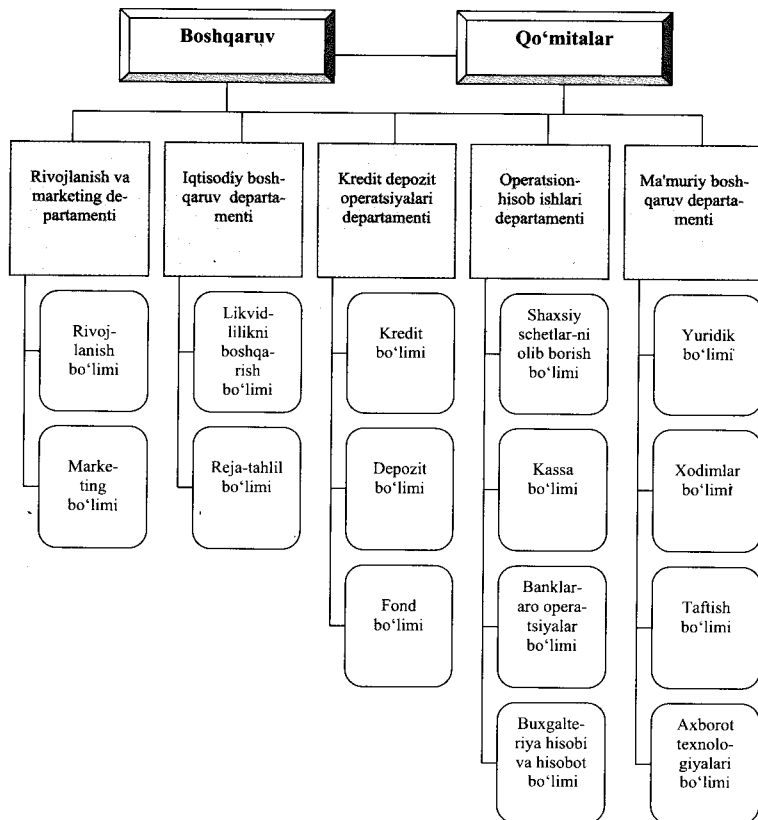 Boshqaruv
Qo‘mitalar
Rivojlanish va
marketing de-
partamenti
Iqtisodiy bosh-
qaruv departa-
menti
Kredit depozit
operatsiyalari
departamenti
Operatsion-
hisob ishlari
departamenti
Ma'muriy bosh-
qaruv departa-
menti
Rivoj-
lanish
bo‘limi
Marke-
ting
bo‘limi
Likvid-
lilikni
boshqa-
rish
bo‘limi
Reja-tahlil
bo‘limi
Kredit
bo‘limi
Depozit
bo‘limi
Fond
bo‘limi
Shaxsiy
schetlar-ni
olib borish
bo‘limi
Kassa
bo‘limi
Banklar-
aro opera-
tsiyalar
bo‘limi
Buxgalte-
riya hisobi
va hisobot
bo‘limi
Yuridik
bo‘limi
Xodimlar
bo‘limi
Taftish
bo‘limi
Axborot
texnolo-
giyalari
bo‘limi